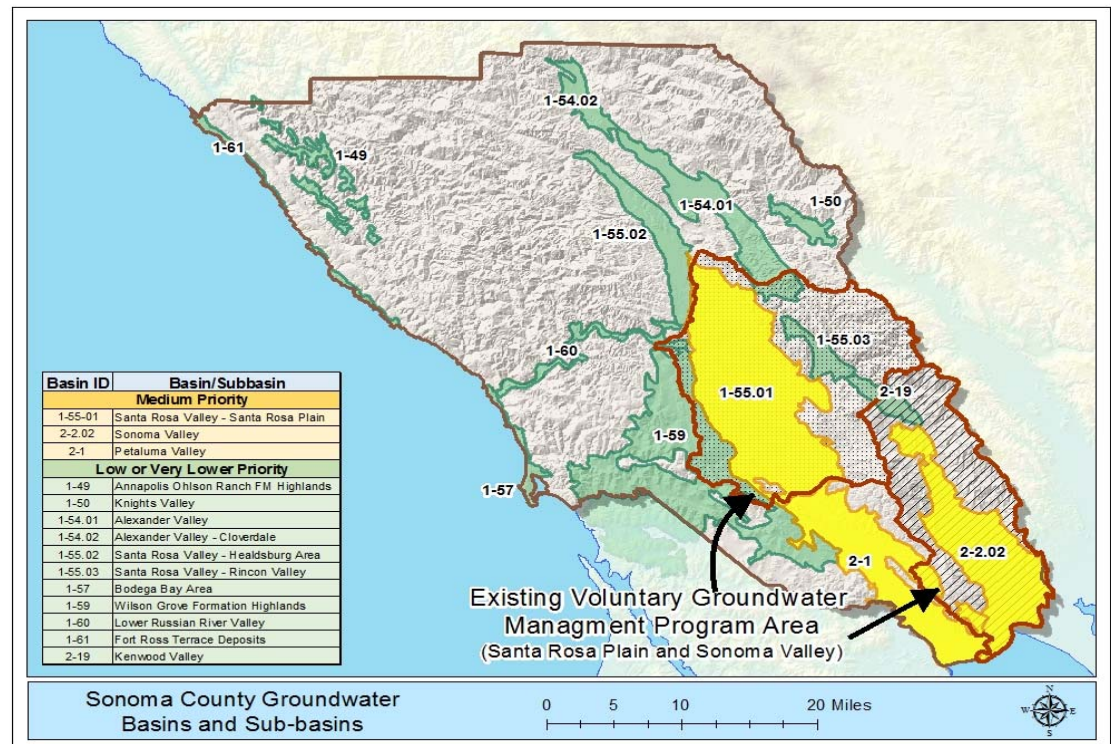 1-54.02
1-61
1-49
1-50
1-54.01
1-55.02
1-55.03
1-60
2-19
1-55.01
1-59
1-57
2-1
2-2.02
Basin ID Basin/Subbasin
Medium Priority
1-55-01 Santa Rosa Valley - Santa Rosa Plain
2-2.02 Sonoma Valley
2-1 Petaluma Valley
Low or Very Lower Priority
1-49 Annapolis Ohlson Ranch FM Highlands
1-50 Knights Valley
1-54.01 Alexander Valley
1-54.02 Alexander Valley - Cloverdale
1-55.02 Santa Rosa Valley - Healdsburg Area
1-55.03 Santa Rosa Valley - Rincon Valley
1-57 Bodega Bay Area
1-59 Wilson Grove Formation Highlands
1-60 Lower Russian River Valley
1-61 Fort Ross Terrace Deposits
2-19 Kenwood Valley
Existing Voluntary Groundwater
Managment Program Area
(Santa Rosa Plain and Sonoma Valley)
Sonoma County Groundwater
Basins and Sub-basins
0 5 10 20 Miles
N
W E
S